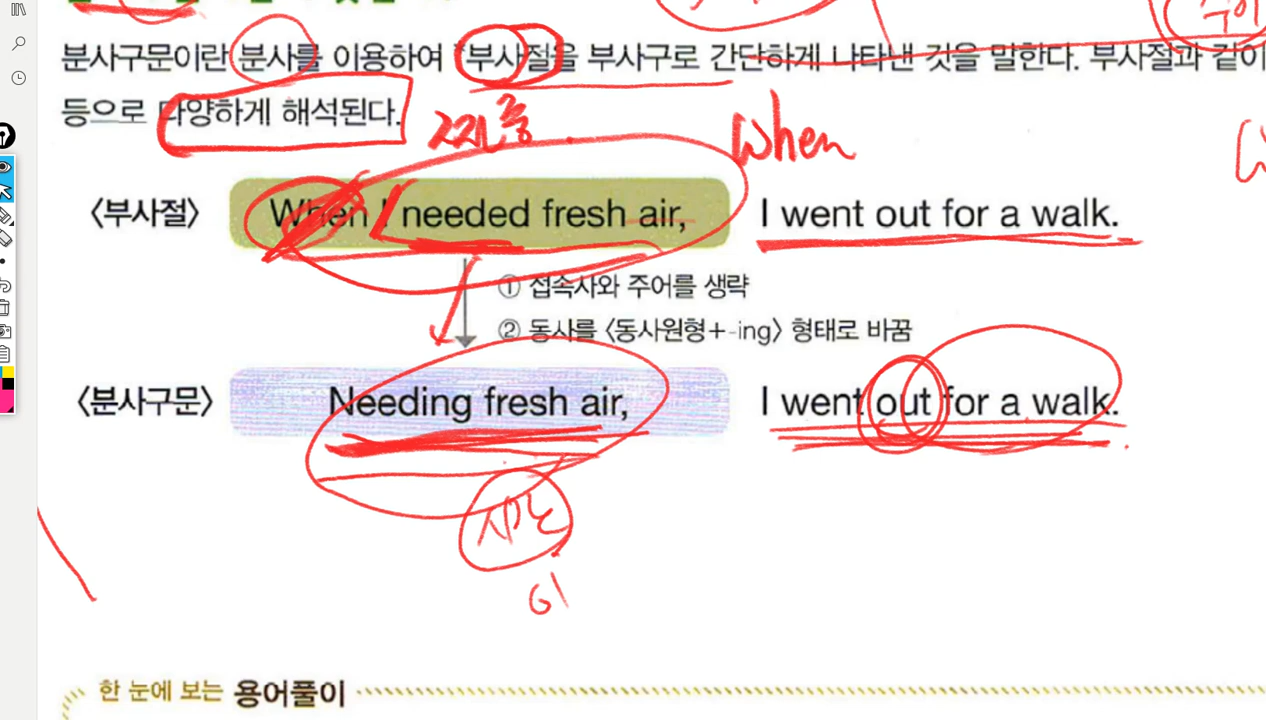 분사구문이란 분사를 이용하여 부사절을 부사구로 간단하게 나타낸 것을 말한다. 부사절과 같이
등으로 다양하게 해석된다.
When
〈부사절〉 When I needed fresh air, I went out for a walk.
① 접속사와 주어를 생략
② 동사를 〈동사원형+-ing〉 형태로 바꿈
〈분사구문〉 Needing fresh air, I went out for a walk.
한 눈에 보는 용어풀이